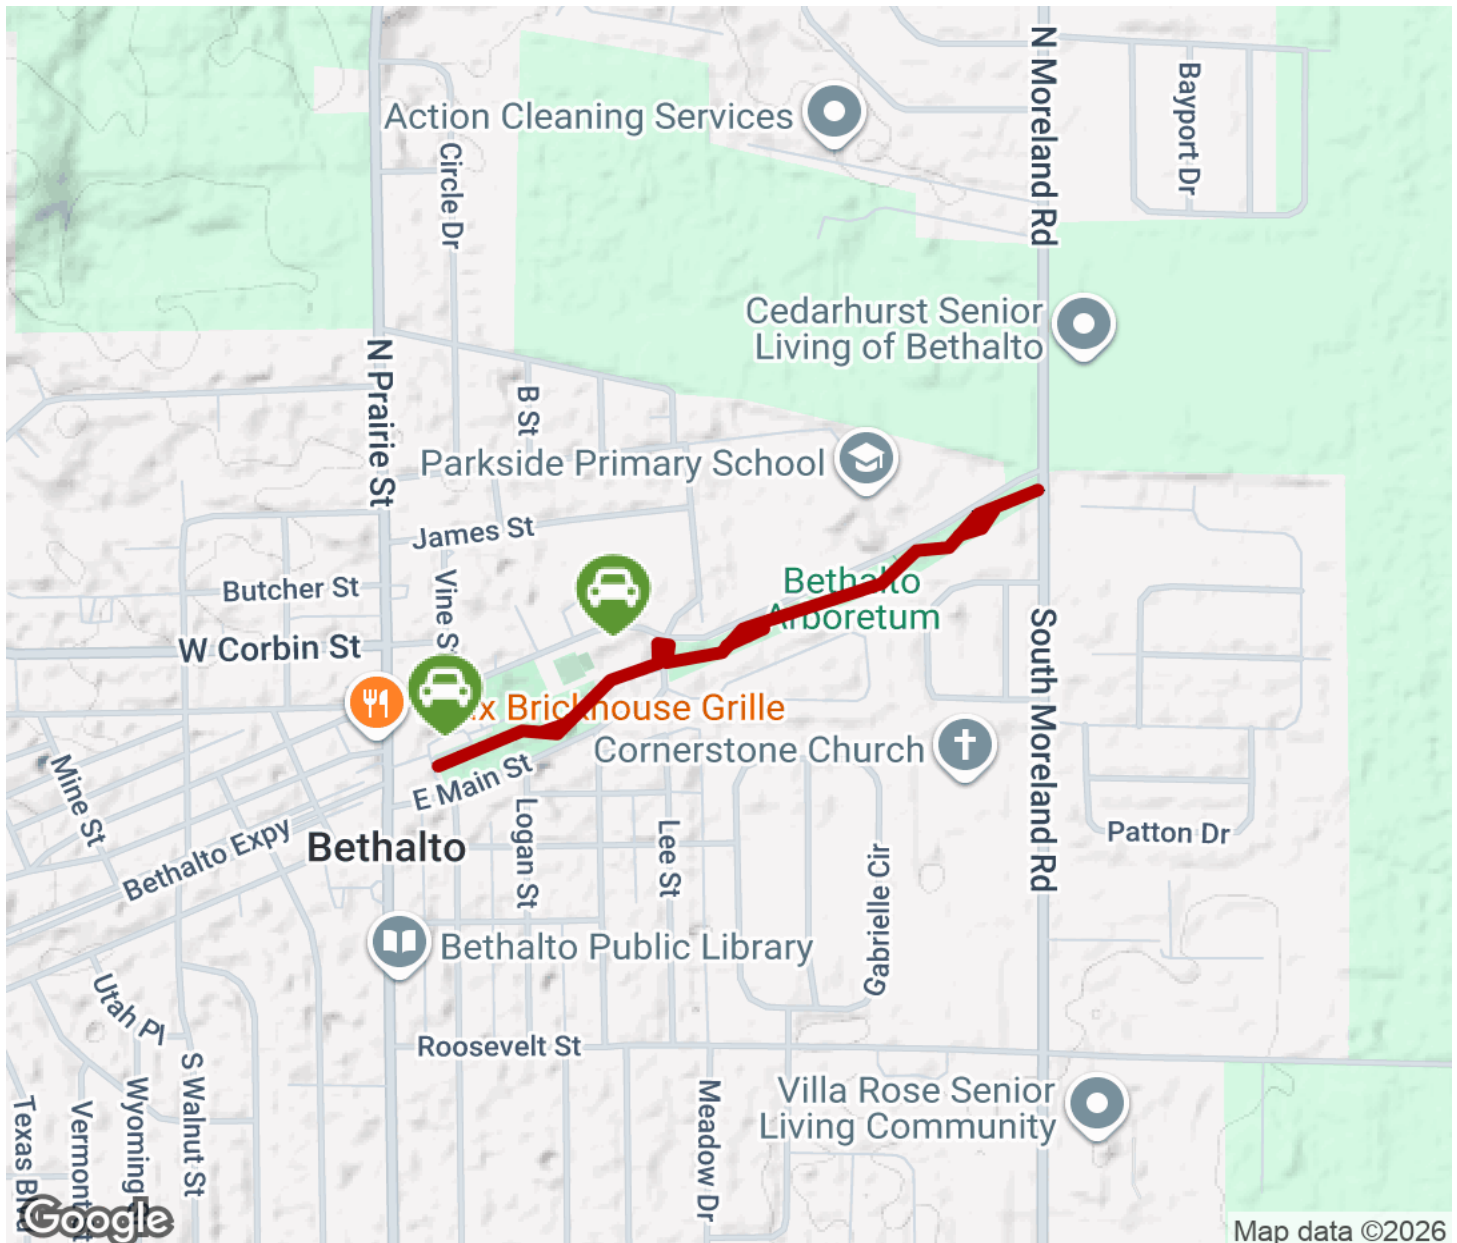 N Moreland Rd
Bayport Dr
Action Cleaning Services
Circle Dr
Cedarhurst Senior
Living of Bethalto
N Prairie St
B St
Parkside Primary School
James St
Butcher St
Vine S
Bethalto
Arboretum
W Corbin St
South Moreland Rd
x Brickhouse Grille
Cornerstone Church
E Main St
Mine St
Bethalto Expy
Bethalto
Logan St
Lee St
Patton Dr
Gabrielle Cir
Bethalto Public Library
Utah Pl
Roosevelt St
S Walnut St
Wyoming
Vermont
Texas Blvd
Meadow Dr
Villa Rose Senior
Living Community
Google
Map data ©2026